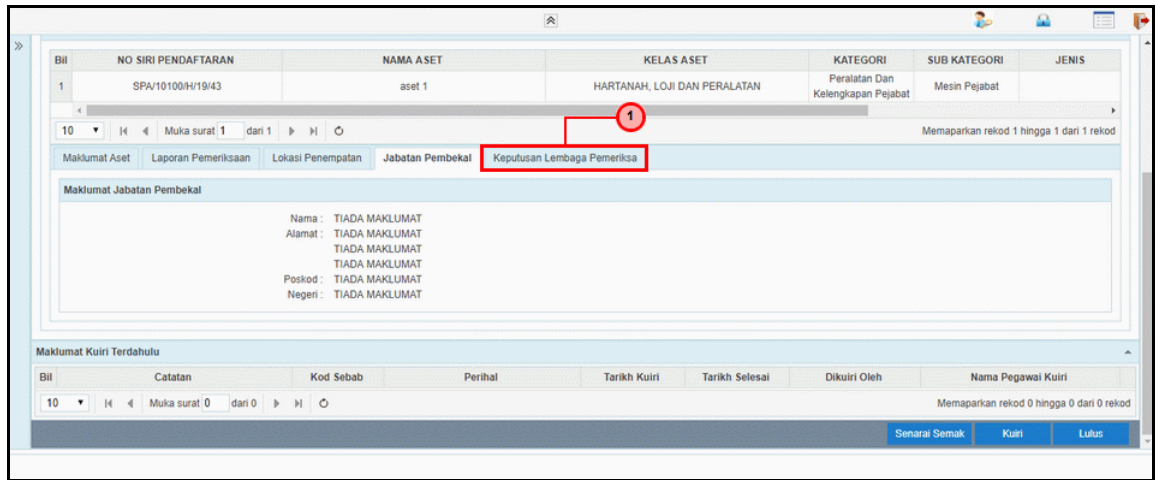 Bil NO SIRI PENDAFTARAN NAMA ASET KELAS ASET KATEGORI SUB KATEGORI JENIS
1 SPA/10100/H/19/43 aset 1 HARTANAH, LOJI DAN PERALATAN Peralatan Dan Kelengkapan Pejabat Mesin Pejabat
1
10 Muka surat 1 dari 1 Memaparkan rekod 1 hingga 1 dari 1 rekod
Maklumat Aset Laporan Pemeriksaan Lokasi Penempatan Jabatan Pembekal Keputusan Lembaga Pemeriksa
Maklumat Jabatan Pembekal
Nama : TIADA MAKLUMAT
Alamat : TIADA MAKLUMAT
TIADA MAKLUMAT
TIADA MAKLUMAT
Poskod : TIADA MAKLUMAT
Negeri : TIADA MAKLUMAT
Maklumat Kuiri Terdahulu
Bil Catatan Kod Sebab Perihal Tarikh Kuiri Tarikh Selesai Dikuiri Oleh Nama Pegawai Kuiri
10 Muka surat 0 dari 0 Memaparkan rekod 0 hingga 0 dari 0 rekod
Senarai Semak Kuiri Lulus